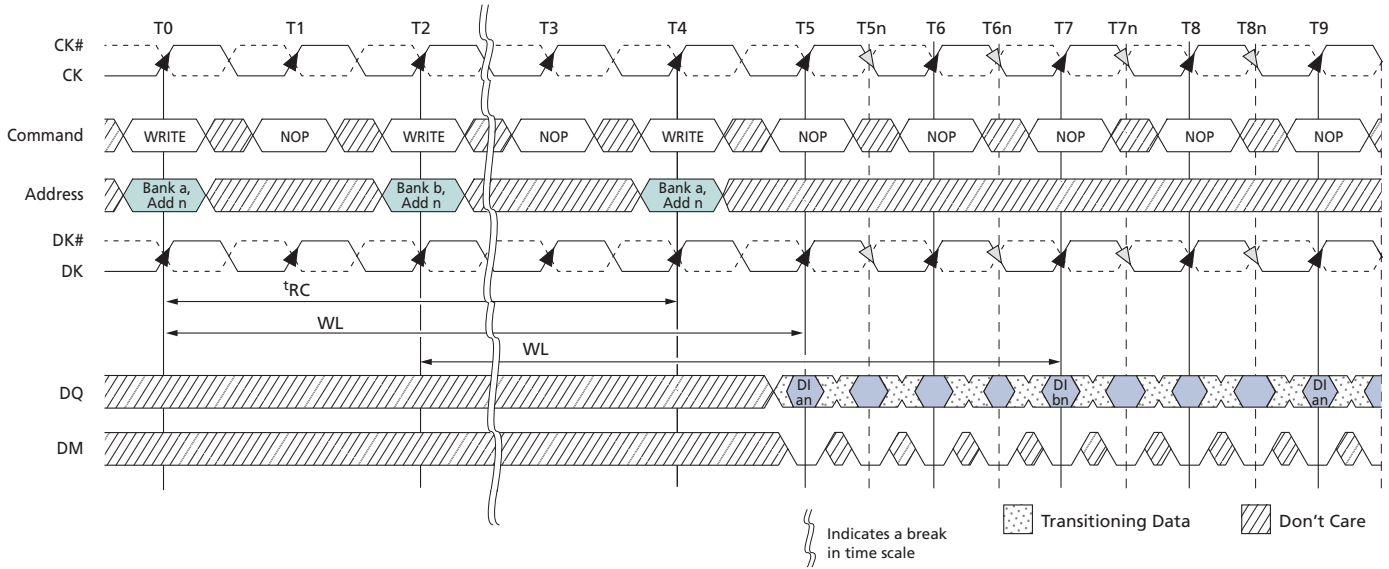 T0 T1 T2 T3 T4 T5 T5n T6 T6n T7 T7n T8 T8n T9
CK#
CK
Command WRITE NOP WRITE NOP WRITE NOP NOP NOP NOP NOP
Address Bank a, Bank b, Bank a,
Add n Add n Add n
DK#
DK
tRC
WL
WL
DQ DI DI DI
an bn an
DM
Transitioning Data Don't Care
Indicates a break
in time scale